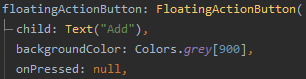 floatingActionButton: FloatingActionButton(
child: Text("Add"),
backgroundColor: Colors.grey[900],
onPressed: null,